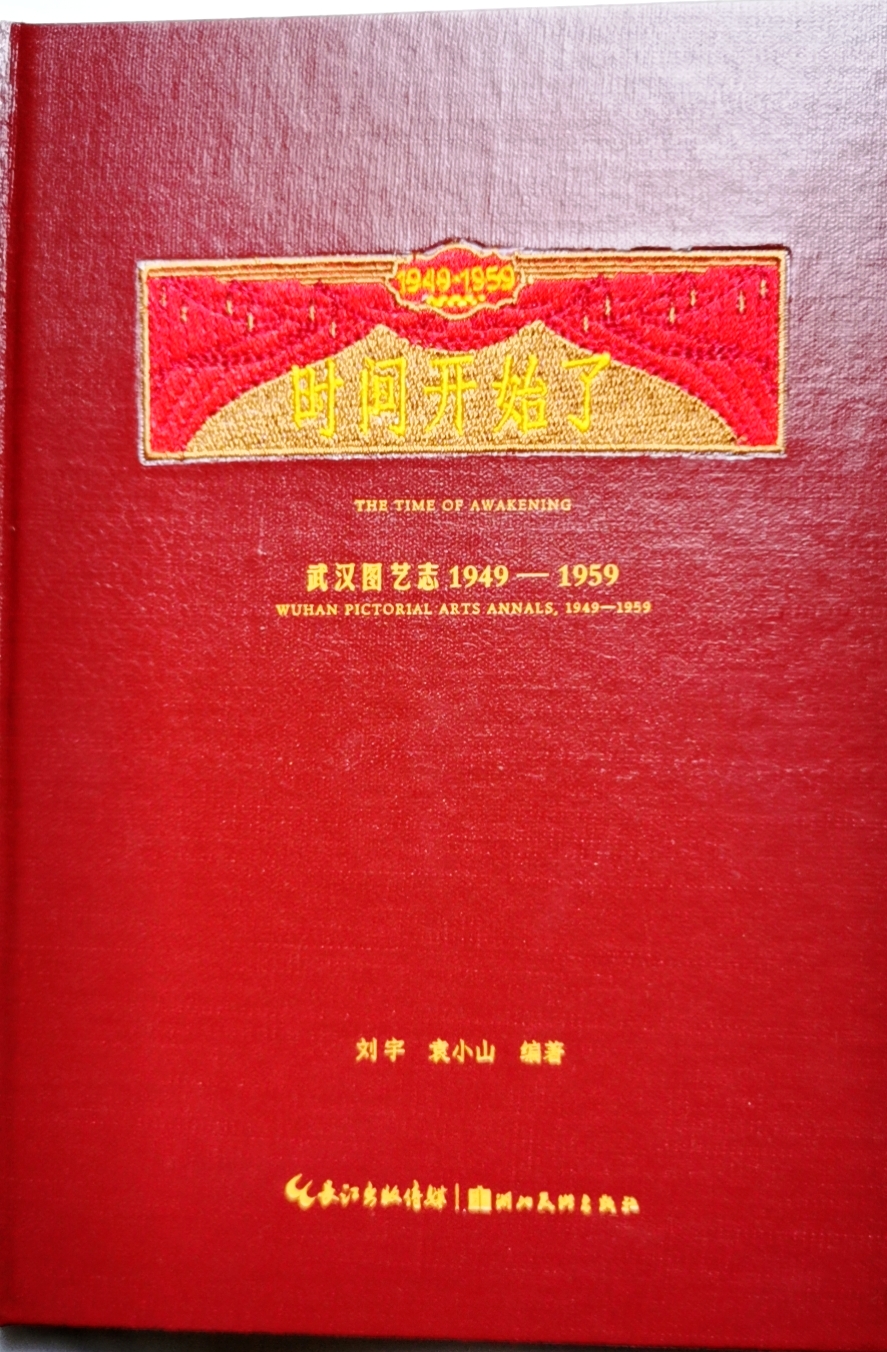 1949-1959
时间开始了
THE TIME OF AWAKENING
武汉图艺志 1949 — 1959
WUHAN PICTORIAL ARTS ANNALS, 1949—1959
刘宇 袁小山 编著
长江出版传媒 湖北美术出版社